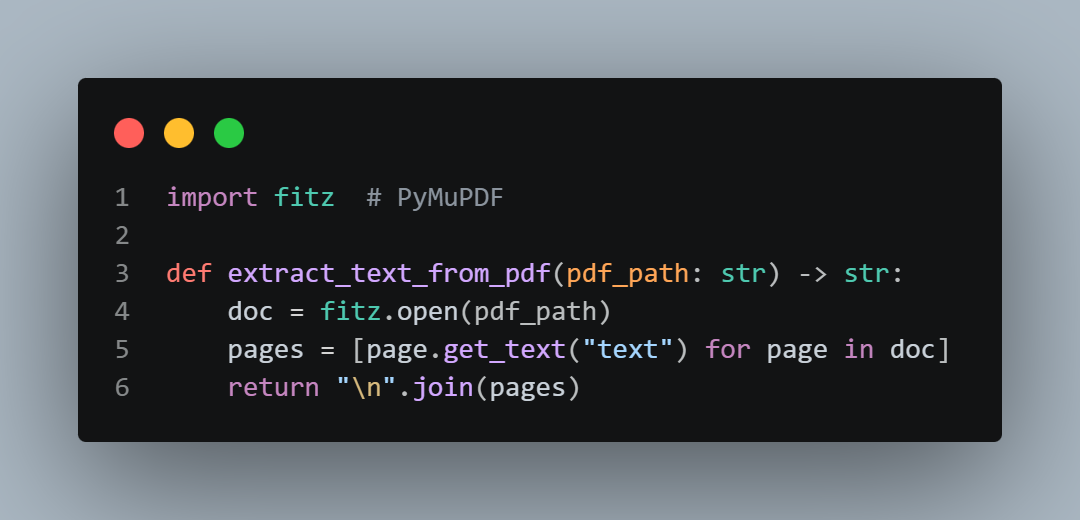 1 import fitz  # PyMuPDF
2
3 def extract_text_from_pdf(pdf_path: str) -> str:
4     doc = fitz.open(pdf_path)
5     pages = [page.get_text("text") for page in doc]
6     return "\n".join(pages)